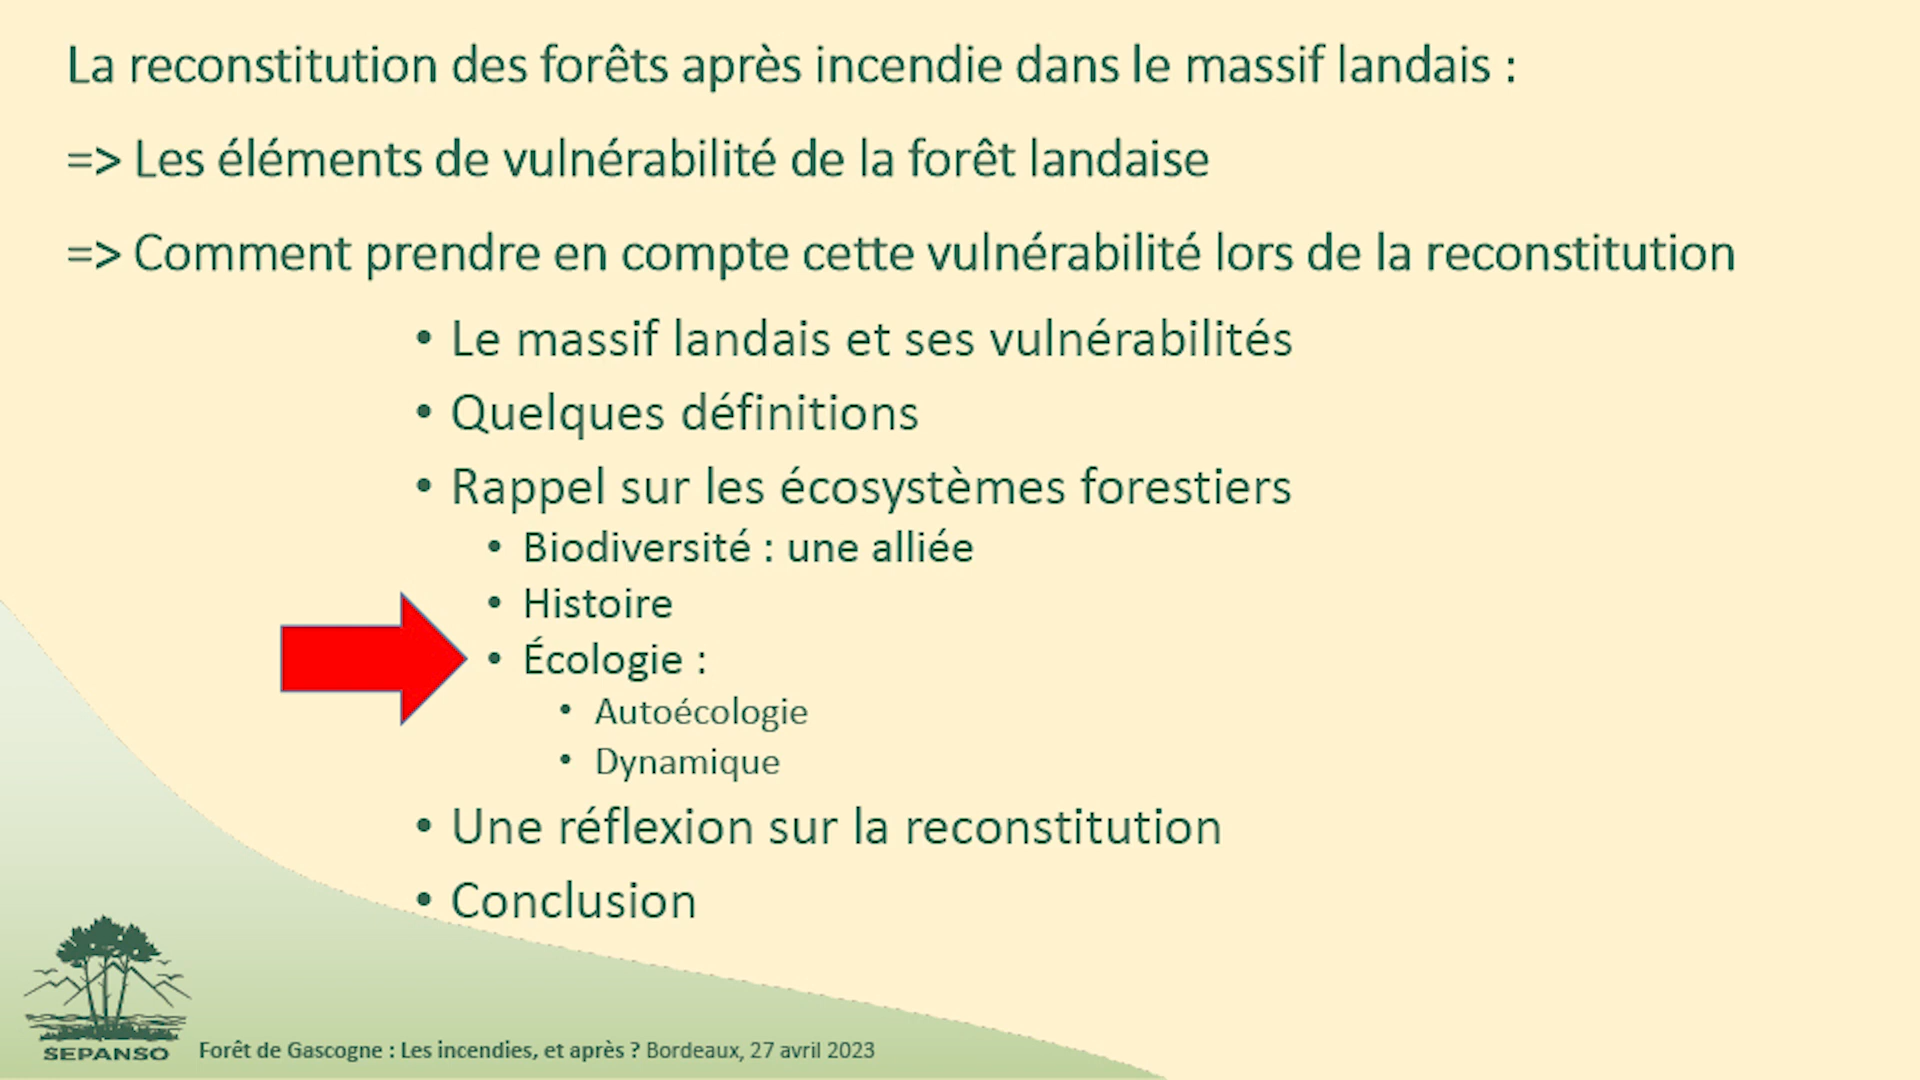 La reconstitution des forêts après incendie dans le massif landais :
=> Les éléments de vulnérabilité de la forêt landaise
=> Comment prendre en compte cette vulnérabilité lors de la reconstitution
• Le massif landais et ses vulnérabilités
• Quelques définitions
• Rappel sur les écosystèmes forestiers
• Biodiversité : une alliée
• Histoire
• Écologie :
• Autoécologie
• Dynamique
• Une réflexion sur la reconstitution
• Conclusion
SEPANSO
Forêt de Gascogne : Les incendies, et après ? Bordeaux, 27 avril 2023